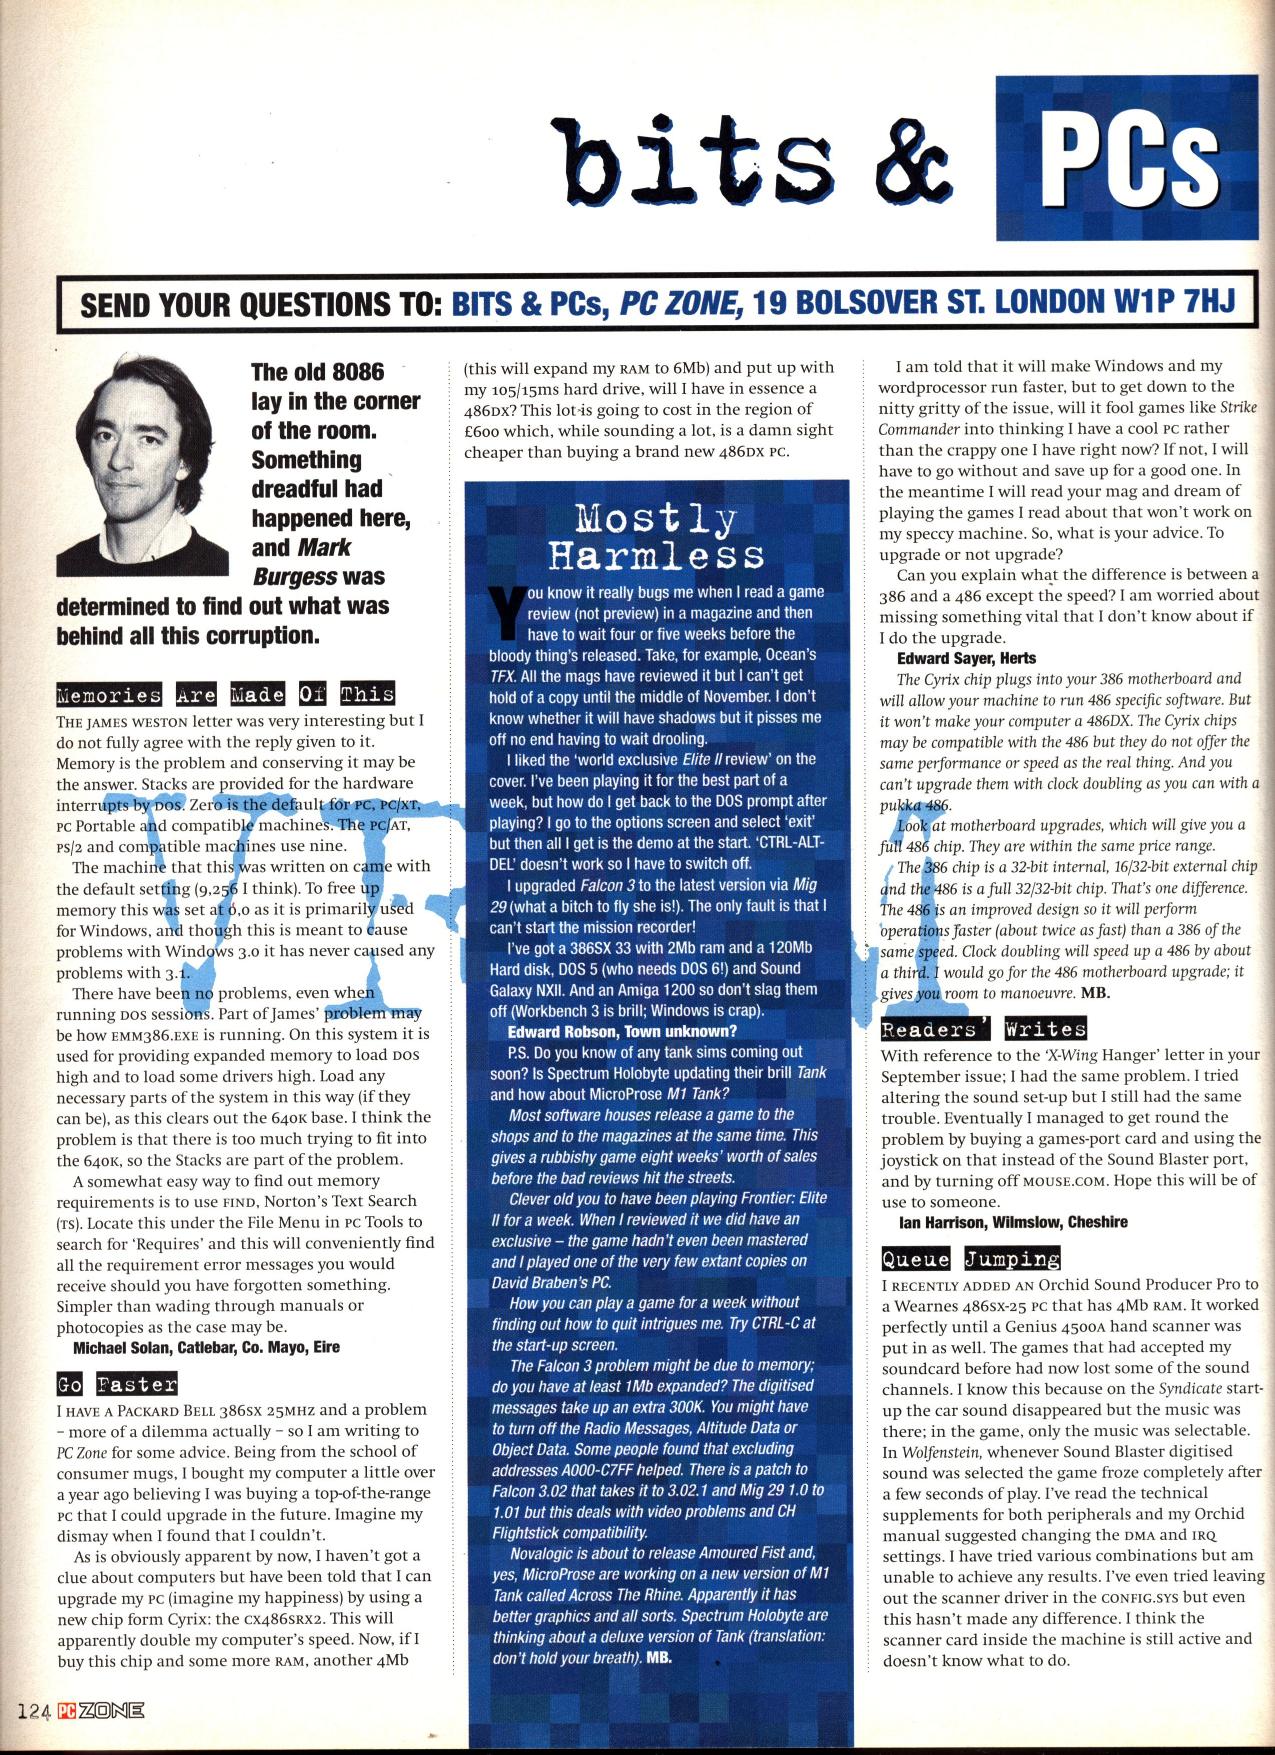 bits & PCs
SEND YOUR QUESTIONS TO: BITS & PCs, PC ZONE, 19 BOLSOVER ST. LONDON W1P 7HJ
The old 8086
lay in the corner
of the room.
Something
dreadful had
happened here,
and Mark
Burgess was
determined to find out what was
behind all this corruption.
Memories Are Made Of This
THE JAMES WESTON letter was very interesting but I
do not fully agree with the reply given to it.
Memory is the problem and conserving it may be
the answer. Stacks are provided for the hardware
interrupts by DOS. Zero is the default for PC, PC/XT,
PC Portable and compatible machines. The PC/AT,
PS/2 and compatible machines use nine.
The machine that this was written on came with
the default setting (9,256 I think). To free up
memory this was set at 0,0 as it is primarily used
for Windows, and though this is meant to cause
problems with Windows 3.0 it has never caused any
problems with 3.1.
There have been no problems, even when
running DOS sessions. Part of James' problem may
be how EMM386.EXE is running. On this system it is
used for providing expanded memory to load DOS
high and to load some drivers high. Load any
necessary parts of the system in this way (if they
can be), as this clears out the 640K base. I think the
problem is that there is too much trying to fit into
the 640K, so the Stacks are part of the problem.
A somewhat easy way to find out memory
requirements is to use FIND, Norton's Text Search
(TS). Locate this under the File Menu in PC Tools to
search for 'Requires' and this will conveniently find
all the requirement error messages you would
receive should you have forgotten something.
Simpler than wading through manuals or
photocopies as the case may be.
Michael Solan, Catlebar, Co. Mayo, Eire
Go Faster
I HAVE A PACKARD BELL 386SX 25MHZ and a problem
– more of a dilemma actually – so I am writing to
PC Zone for some advice. Being from the school of
consumer mugs, I bought my computer a little over
a year ago believing I was buying a top-of-the-range
PC that I could upgrade in the future. Imagine my
dismay when I found that I couldn't.
As is obviously apparent by now, I haven't got a
clue about computers but have been told that I can
upgrade my PC (imagine my happiness) by using a
new chip form Cyrix: the CX486SRX2. This will
apparently double my computer's speed. Now, if I
buy this chip and some more RAM, another 4Mb
(this will expand my RAM to 6Mb) and put up with
my 105/15ms hard drive, will I have in essence a
486DX? This lot is going to cost in the region of
£600 which, while sounding a lot, is a damn sight
cheaper than buying a brand new 486DX PC.
Mostly
Harmless
You know it really bugs me when I read a game
review (not preview) in a magazine and then
have to wait four or five weeks before the
bloody thing's released. Take, for example, Ocean's
TFX. All the mags have reviewed it but I can't get
hold of a copy until the middle of November. I don't
know whether it will have shadows but it pisses me
off no end having to wait drooling.
I liked the 'world exclusive Elite II review' on the
cover. I've been playing it for the best part of a
week, but how do I get back to the DOS prompt after
playing? I go to the options screen and select 'exit'
but then all I get is the demo at the start. 'CTRL-ALT-
DEL' doesn't work so I have to switch off.
I upgraded Falcon 3 to the latest version via Mig
29 (what a bitch to fly she is!). The only fault is that I
can't start the mission recorder!
I've got a 386SX 33 with 2Mb ram and a 120Mb
Hard disk, DOS 5 (who needs DOS 6!) and Sound
Galaxy NXII. And an Amiga 1200 so don't slag them
off (Workbench 3 is brill; Windows is crap).
Edward Robson, Town unknown?
P.S. Do you know of any tank sims coming out
soon? Is Spectrum Holobyte updating their brill Tank
and how about MicroProse M1 Tank?
Most software houses release a game to the
shops and to the magazines at the same time. This
gives a rubbishy game eight weeks' worth of sales
before the bad reviews hit the streets.
Clever old you to have been playing Frontier: Elite
II for a week. When I reviewed it we did have an
exclusive – the game hadn't even been mastered
and I played one of the very few extant copies on
David Braben's PC.
How you can play a game for a week without
finding out how to quit intrigues me. Try CTRL-C at
the start-up screen.
The Falcon 3 problem might be due to memory;
do you have at least 1Mb expanded? The digitised
messages take up an extra 300K. You might have
to turn off the Radio Messages, Altitude Data or
Object Data. Some people found that excluding
addresses A000-C7FF helped. There is a patch to
Falcon 3.02 that takes it to 3.02.1 and Mig 29 1.0 to
1.01 but this deals with video problems and CH
Flightstick compatibility.
Novalogic is about to release Amoured Fist and,
yes, MicroProse are working on a new version of M1
Tank called Across The Rhine. Apparently it has
better graphics and all sorts. Spectrum Holobyte are
thinking about a deluxe version of Tank (translation:
don't hold your breath). MB.
I am told that it will make Windows and my
wordprocessor run faster, but to get down to the
nitty gritty of the issue, will it fool games like Strike
Commander into thinking I have a cool PC rather
than the crappy one I have right now? If not, I will
have to go without and save up for a good one. In
the meantime I will read your mag and dream of
playing the games I read about that won't work on
my speccy machine. So, what is your advice. To
upgrade or not upgrade?
Can you explain what the difference is between a
386 and a 486 except the speed? I am worried about
missing something vital that I don't know about if
I do the upgrade.
Edward Sayer, Herts
The Cyrix chip plugs into your 386 motherboard and
will allow your machine to run 486 specific software. But
it won't make your computer a 486DX. The Cyrix chips
may be compatible with the 486 but they do not offer the
same performance or speed as the real thing. And you
can't upgrade them with clock doubling as you can with a
pukka 486.
Look at motherboard upgrades, which will give you a
full 486 chip. They are within the same price range.
The 386 chip is a 32-bit internal, 16/32-bit external chip
and the 486 is a full 32/32-bit chip. That's one difference.
The 486 is an improved design so it will perform
operations faster (about twice as fast) than a 386 of the
same speed. Clock doubling will speed up a 486 by about
a third. I would go for the 486 motherboard upgrade; it
gives you room to manoeuvre. MB.
Readers' Writes
With reference to the 'X-Wing Hanger' letter in your
September issue; I had the same problem. I tried
altering the sound set-up but I still had the same
trouble. Eventually I managed to get round the
problem by buying a games-port card and using the
joystick on that instead of the Sound Blaster port,
and by turning off MOUSE.COM. Hope this will be of
use to someone.
Ian Harrison, Wilmslow, Cheshire
Queue Jumping
I RECENTLY ADDED AN Orchid Sound Producer Pro to
a Wearnes 486SX-25 PC that has 4Mb RAM. It worked
perfectly until a Genius 4500A hand scanner was
put in as well. The games that had accepted my
soundcard before had now lost some of the sound
channels. I know this because on the Syndicate start-
up the car sound disappeared but the music was
there; in the game, only the music was selectable.
In Wolfenstein, whenever Sound Blaster digitised
sound was selected the game froze completely after
a few seconds of play. I've read the technical
supplements for both peripherals and my Orchid
manual suggested changing the DMA and IRQ
settings. I have tried various combinations but am
unable to achieve any results. I've even tried leaving
out the scanner driver in the CONFIG.SYS but even
this hasn't made any difference. I think the
scanner card inside the machine is still active and
doesn't know what to do.
124 PC ZONE